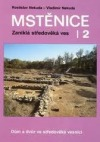 Rostislav Nekuda – Vladimír Nekuda
MSTĚNICE
Zaniklá středověká ves | 2
Dům a dvůr ve středověké vesnici